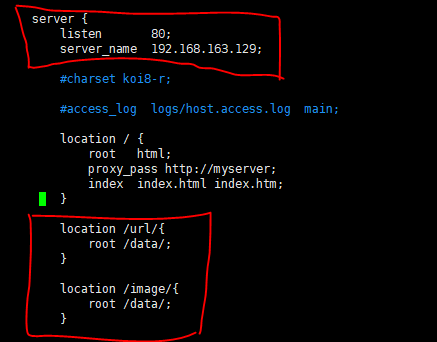 server {
listen       80;
server_name  192.168.163.129;
#charset koi8-r;
#access_log  logs/host.access.log  main;
location / {
root   html;
proxy_pass http://myserver;
index  index.html index.htm;
}
location /url/{
root /data/;
}
location /image/{
root /data/;
}